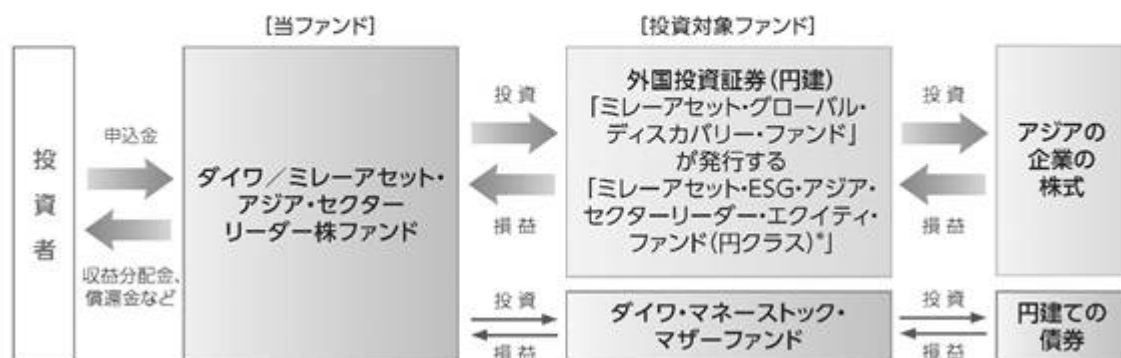 [当ファンド]
[投資対象ファンド]
投資者
申込金
収益分配金、
償還金など
ダイワ／ミレーアセット・
アジア・セクター
リーダー株ファンド
投資
損益
外国投資証券(円建)
「ミレーアセット・グローバル・
ディスカバリー・ファンド」
が発行する
「ミレーアセット・ESG・アジア・
セクターリーダー・エクイティ・
ファンド(円クラス)*」
投資
損益
アジアの
企業の
株式
投資
損益
ダイワ・マネーストック・
マザーファンド
投資
損益
円建ての
債券